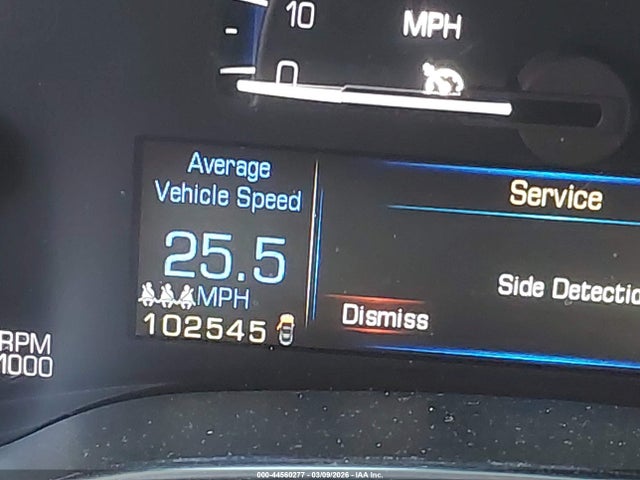 10
MPH
0
Average
Vehicle Speed
25.5
MPH
102545
Service
Side Detectio
Dismiss
RPM
1000
000-44560277 - 03/09/2026 - IAA Inc.